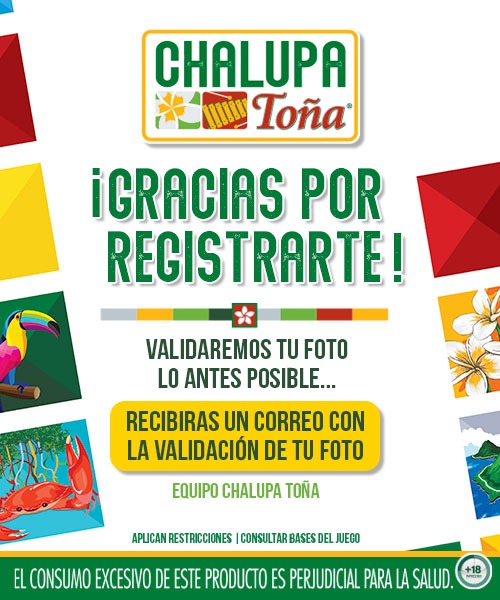 CHALUPA
Toña®
¡GRACIAS POR
REGISTRARTE!
VALIDAREMOS TU FOTO
LO ANTES POSIBLE...
RECIBIRAS UN CORREO CON
LA VALIDACIÓN DE TU FOTO
EQUIPO CHALUPA TOÑA
APLICAN RESTRICCIONES | CONSULTAR BASES DEL JUEGO
EL CONSUMO EXCESIVO DE ESTE PRODUCTO ES PERJUDICIAL PARA LA SALUD.
+18